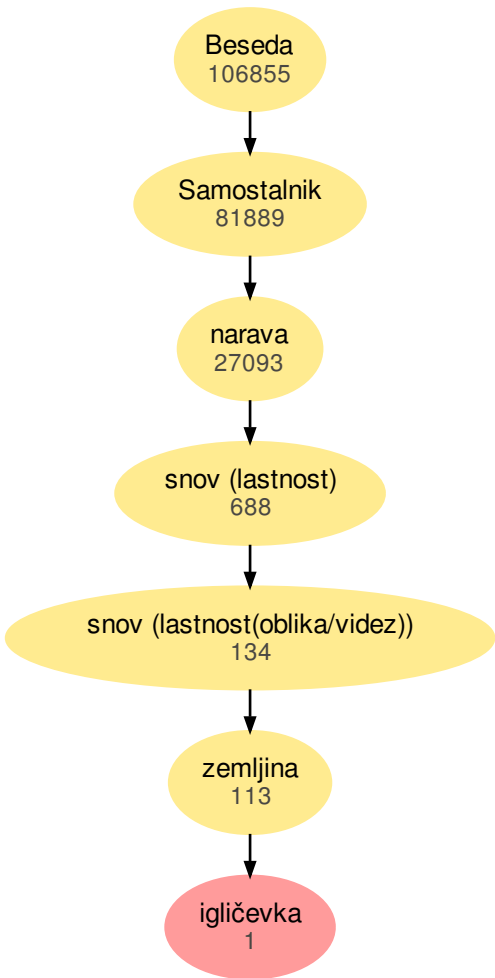 Beseda
106855
Samostalnik
81889
narava
27093
snov (lastnost)
688
snov (lastnost(oblika/videz))
134
zemljina
113
igličevka
1